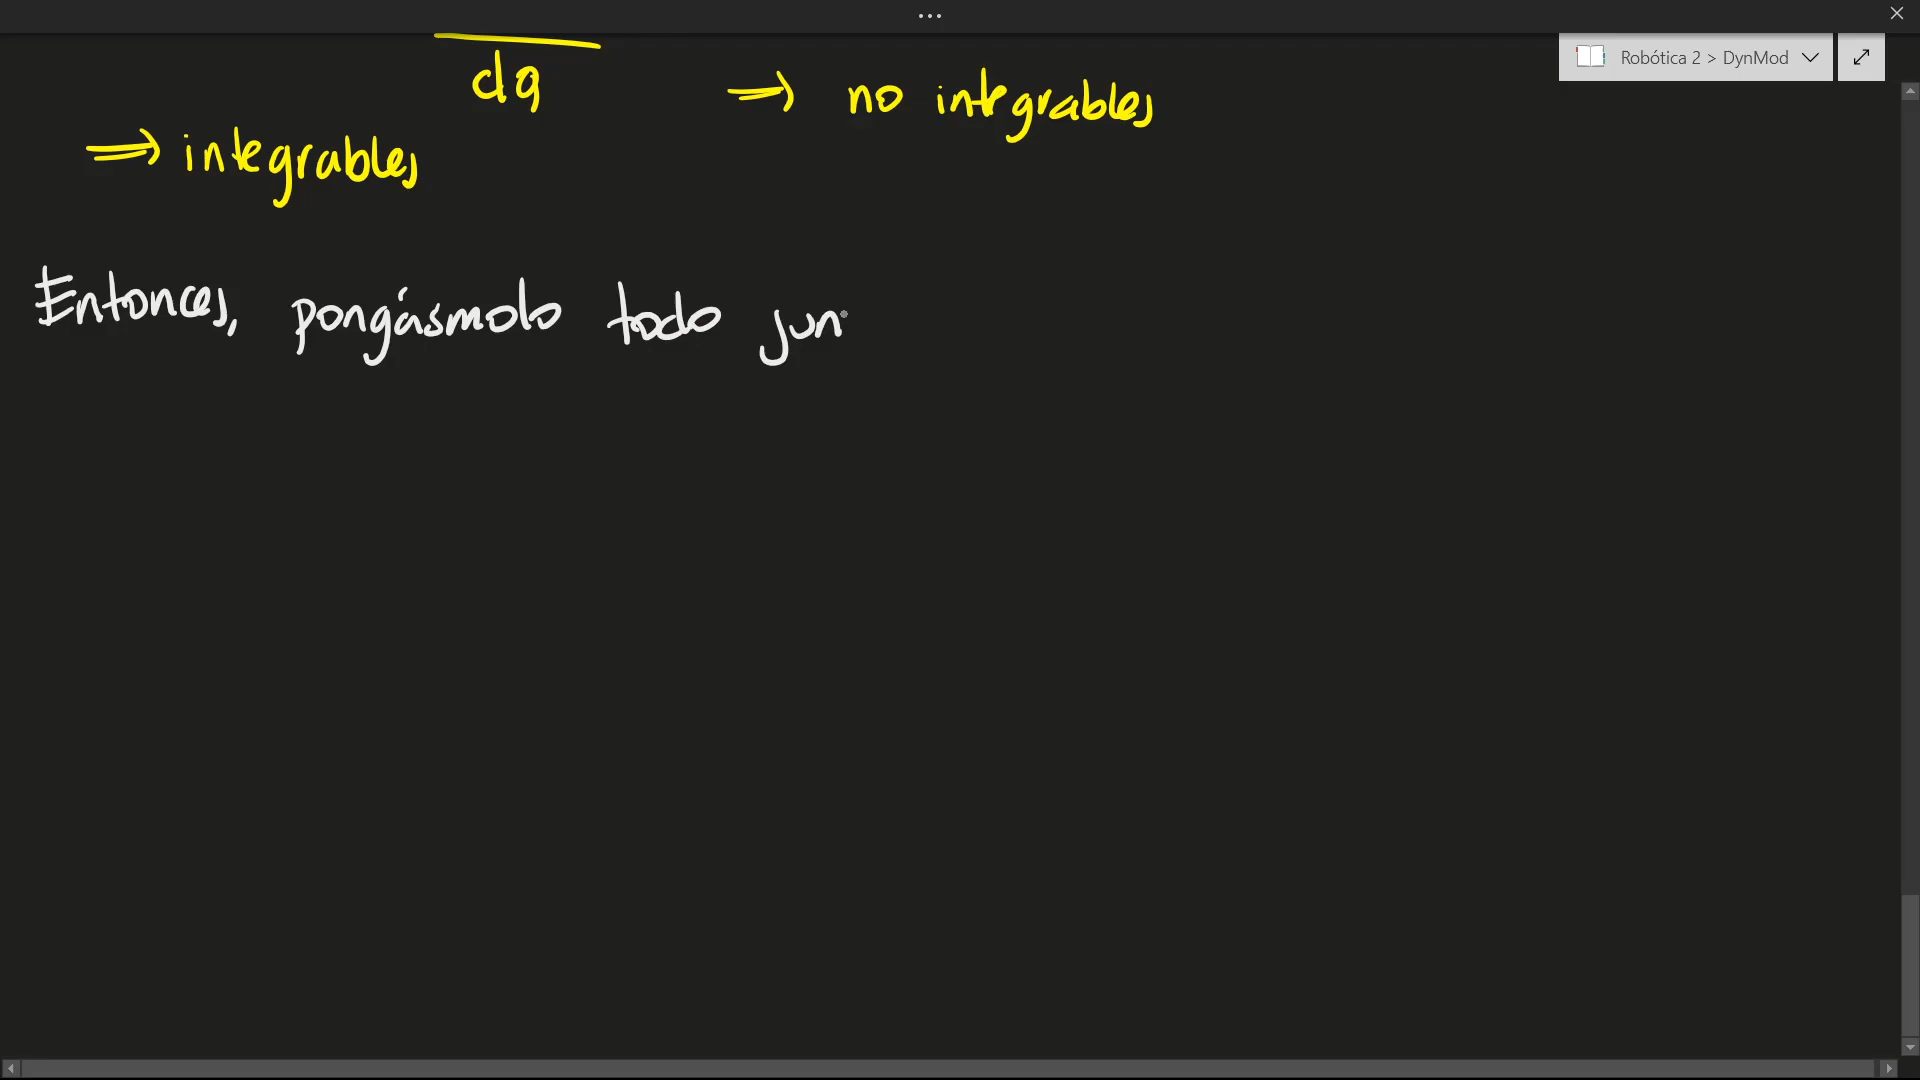 ...
Robótica 2 > DynMod
dq
⇒ no integrables
⇒ integrables
Entonces, pongásmolo todo jun